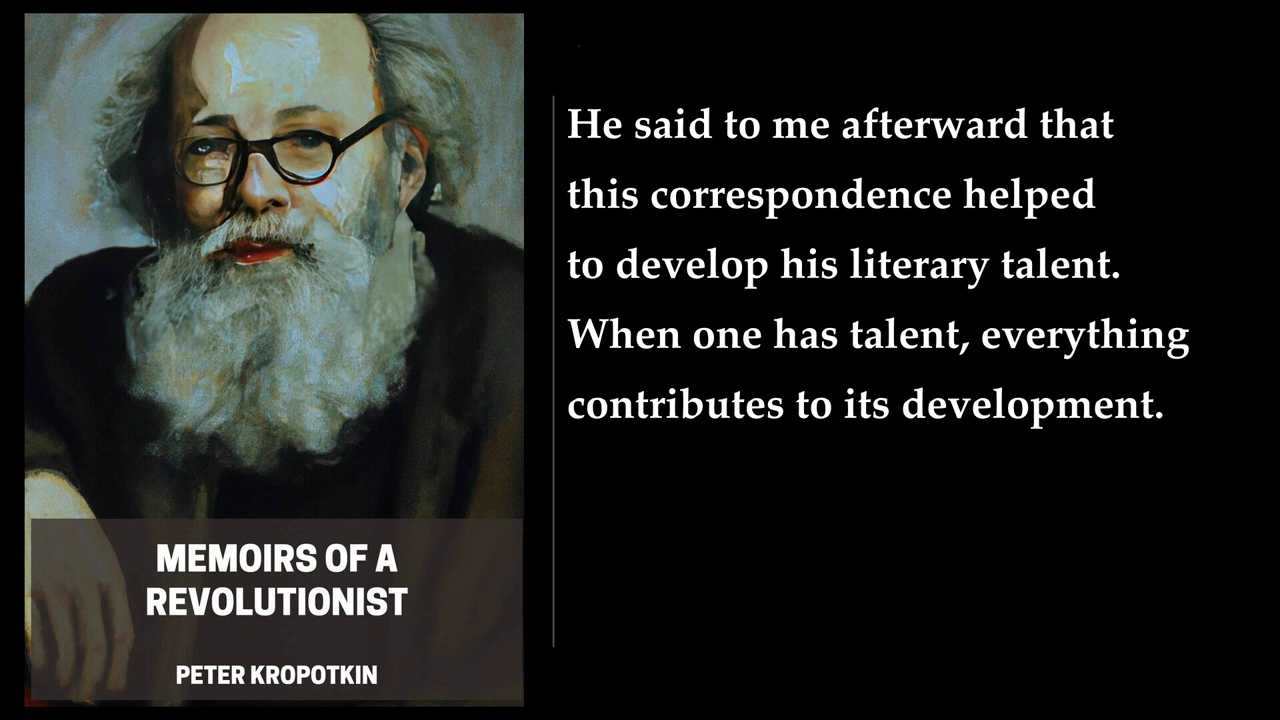 MEMOIRS OF A
REVOLUTIONIST
PETER KROPOTKIN
He said to me afterward that
this correspondence helped
to develop his literary talent.
When one has talent, everything
contributes to its development.